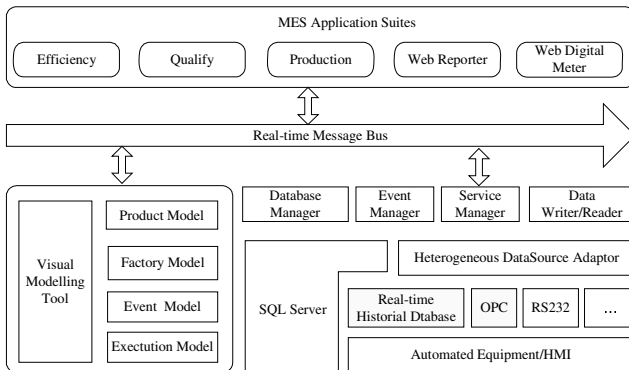 MES Application Suites
Efficiency
Qualify
Production
Web Reporter
Web Digital
Meter
Real-time Message Bus
Visual
Modelling
Tool
Product Model
Factory Model
Event Model
Exectution Model
Database
Manager
Event
Manager
Service
Manager
Data
Writer/Reader
SQL Server
Heterogeneous DataSource Adaptor
Real-time
Historial Dtabase
OPC
RS232
...
Automated Equipment/HMI